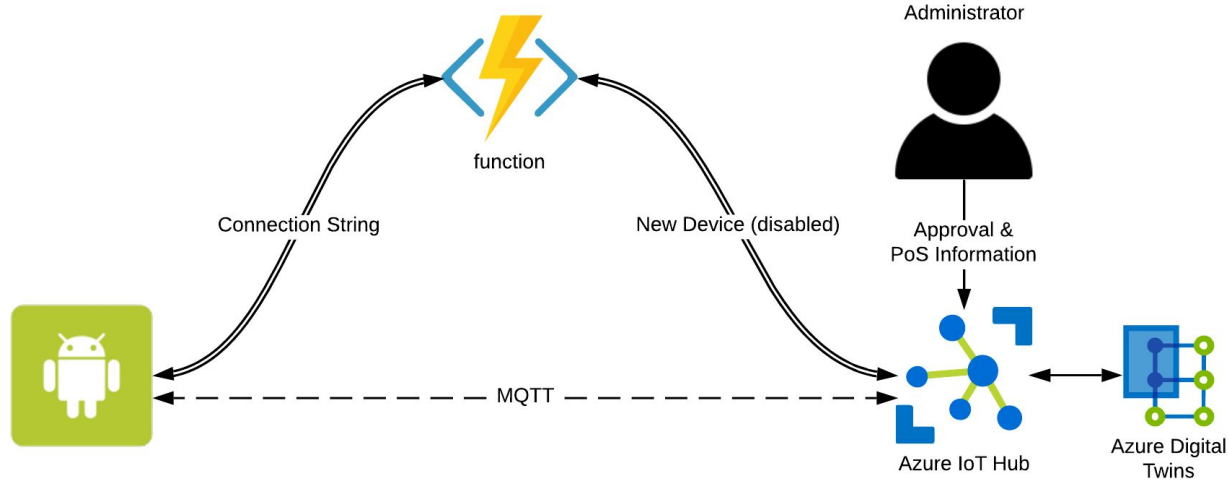 Administrator
function
Connection String
New Device (disabled)
Approval &
PoS Information
MQTT
Azure IoT Hub
Azure Digital
Twins